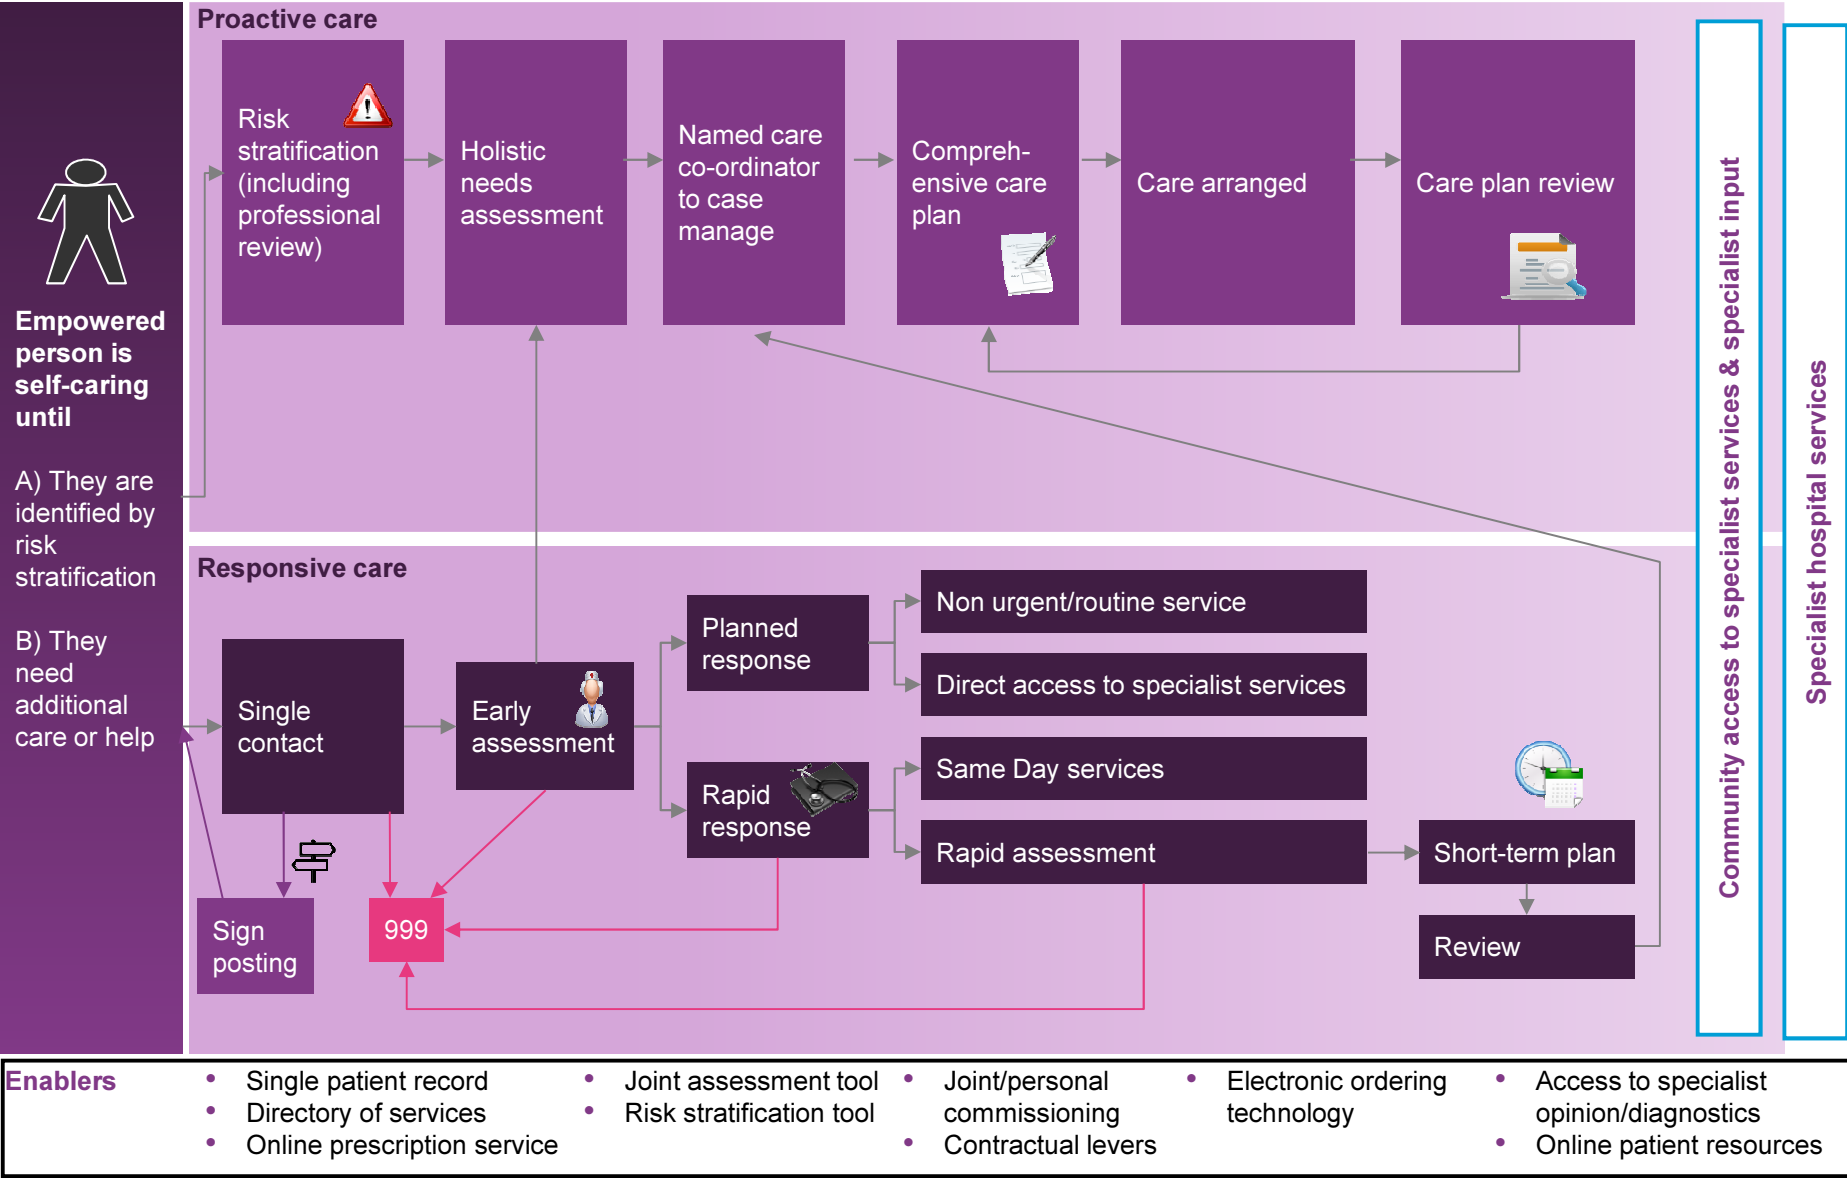 Proactive care
Risk
stratification
(including
professional
review)
Holistic
needs
assessment
Named care
co-ordinator
to case
manage
Compreh-
ensive care
plan
Care arranged
Care plan review
Empowered
person is
self-caring
until
A) They are
identified by
risk
stratification
B) They
need
additional
care or help
Responsive care
Single
contact
Early
assessment
Planned
response
Rapid
response
Non urgent/routine service
Direct access to specialist services
Same Day services
Rapid assessment
Short-term plan
Review
Sign
posting
999
Community access to specialist services & specialist input
Specialist hospital services
Enablers
• Single patient record
• Directory of services
• Online prescription service
• Joint assessment tool
• Risk stratification tool
• Joint/personal
commissioning
• Contractual levers
• Electronic ordering
technology
• Access to specialist
opinion/diagnostics
• Online patient resources